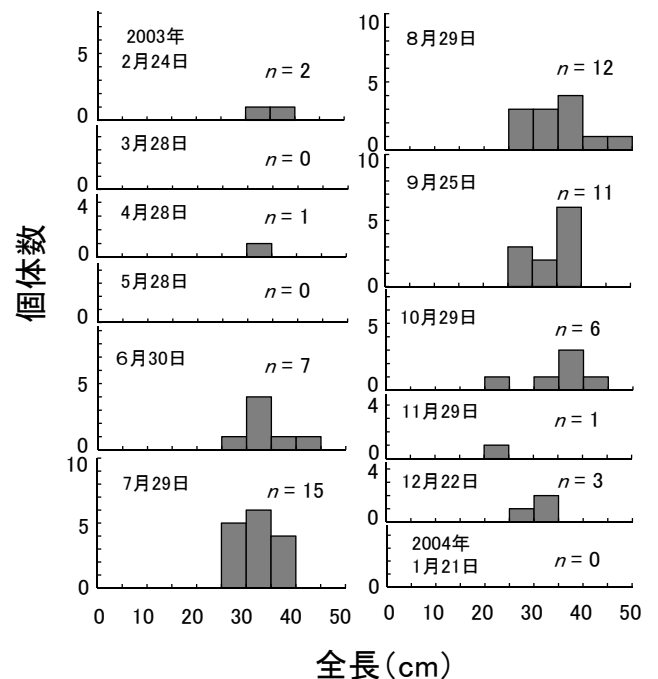 個体数
2003年
2月24日
n = 2
5
0
3月28日
n = 0
0
4月28日
n = 1
4
0
5月28日
n = 0
0
6月30日
n = 7
5
0
7月29日
n = 15
10
5
0
0 10 20 30 40 50
8月29日
n = 12
10
5
0
9月25日
n = 11
10
5
0
10月29日
n = 6
5
0
11月29日
n = 1
4
0
12月22日
n = 3
4
0
2004年
1月21日
n = 0
0
0 10 20 30 40 50
全長(cm)